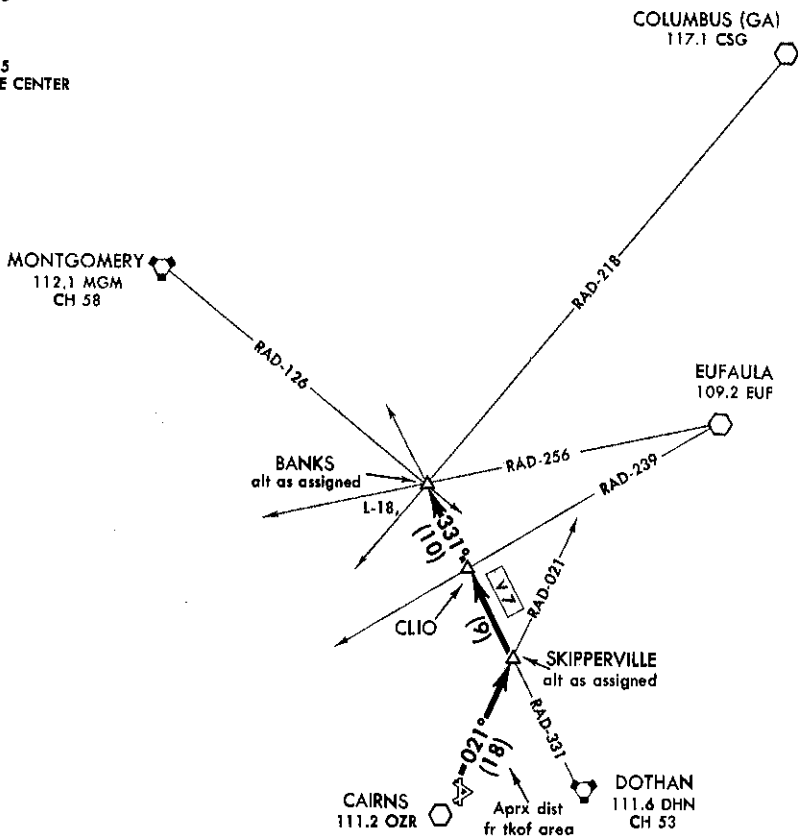 COLUMBUS (GA)
117.1 CSG
5
E CENTER
MONTGOMERY
112.1 MGM
CH 58
RAD-218
RAD-126
EUFAULA
109.2 EUF
BANKS
alt as assigned
RAD-256
RAD-239
L-18,
331°
(10)
V 7
RAD-021
CLIO
(9)
SKIPPERVILLE
alt as assigned
021°
(18)
RAD-331
CAIRNS
111.2 OZR
Aprx dist
fr tkof area
DOTHAN
111.6 DHN
CH 53